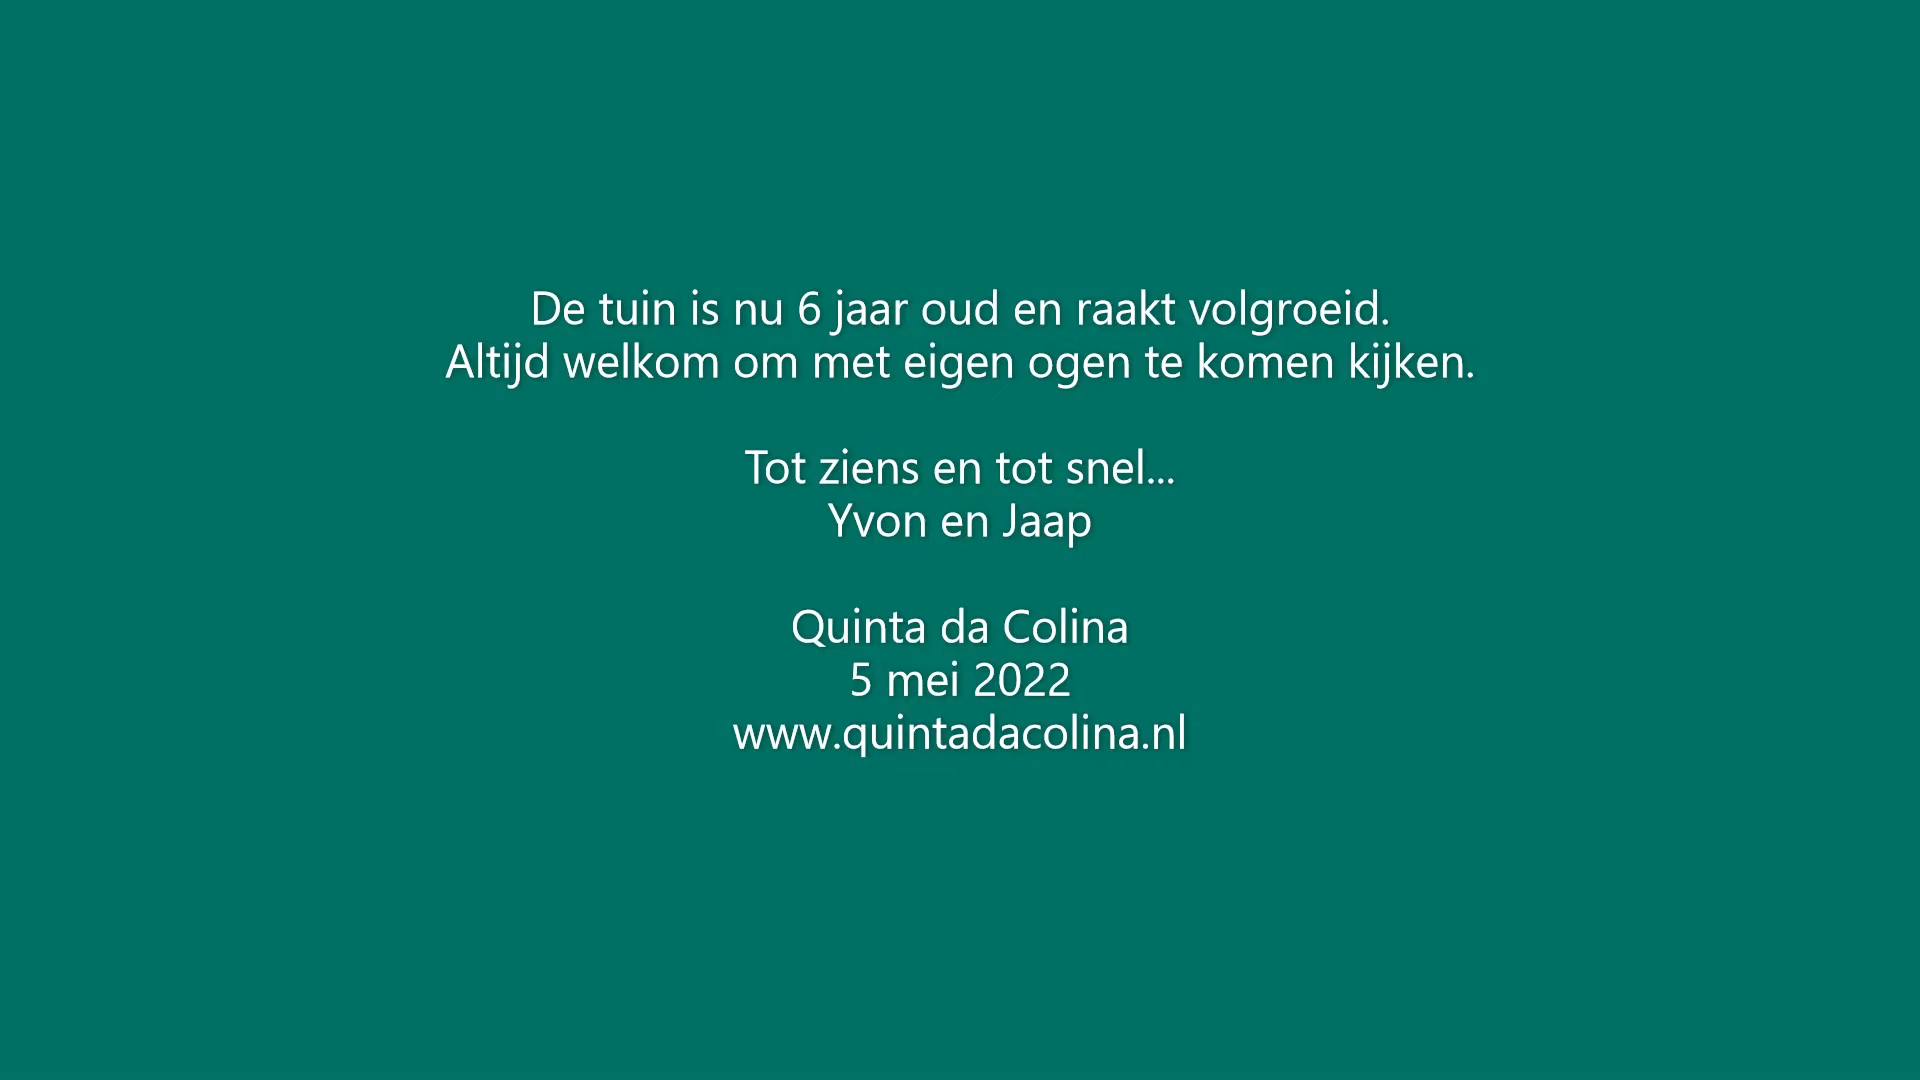 De tuin is nu 6 jaar oud en raakt volgroeid.
Altijd welkom om met eigen ogen te komen kijken.
Tot ziens en tot snel...
Yvon en Jaap
Quinta da Colina
5 mei 2022
www.quintadacolina.nl